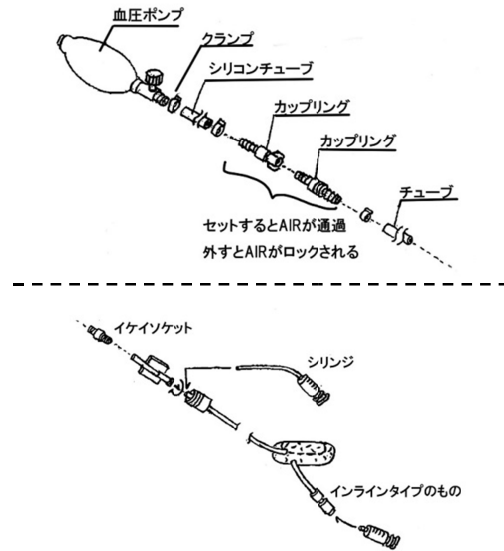 血圧ポンプ
クランプ
シリコンチューブ
カップリング
カップリング
チューブ
セットするとAIRが通過
外すとAIRがロックされる
イケイソケット
シリンジ
インラインタイプのもの